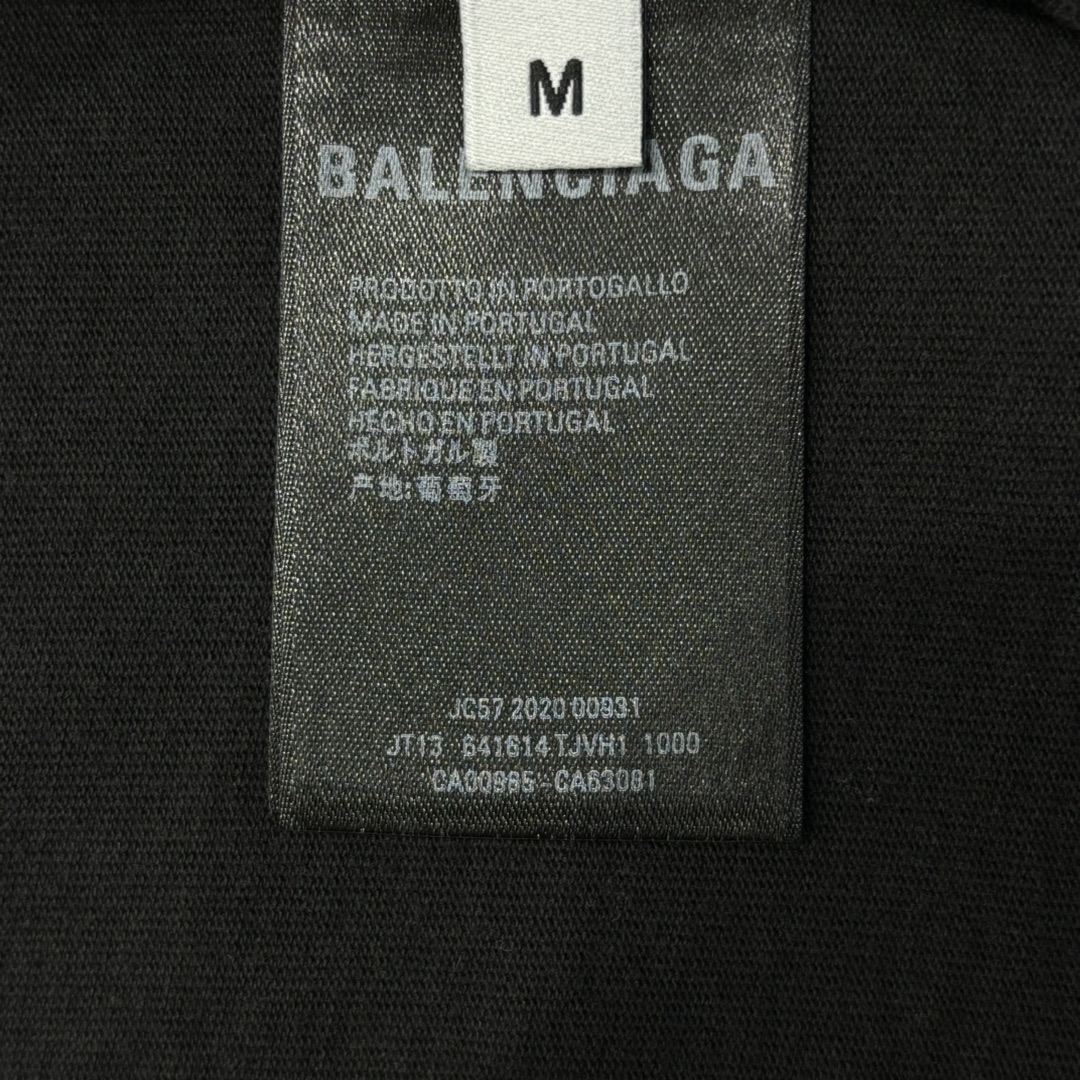 M
BALENCIAGA
PRODOTTO IN PORTOGALLO
MADE IN PORTUGAL
HERGESTELLT IN PORTUGAL
FABRIQUE EN PORTUGAL
HECHO EN PORTUGAL
ポルトガル製
产地:葡萄牙
JC57 2020 00931
JT13 641614 TJVH1 1000
CA00985-CA63081